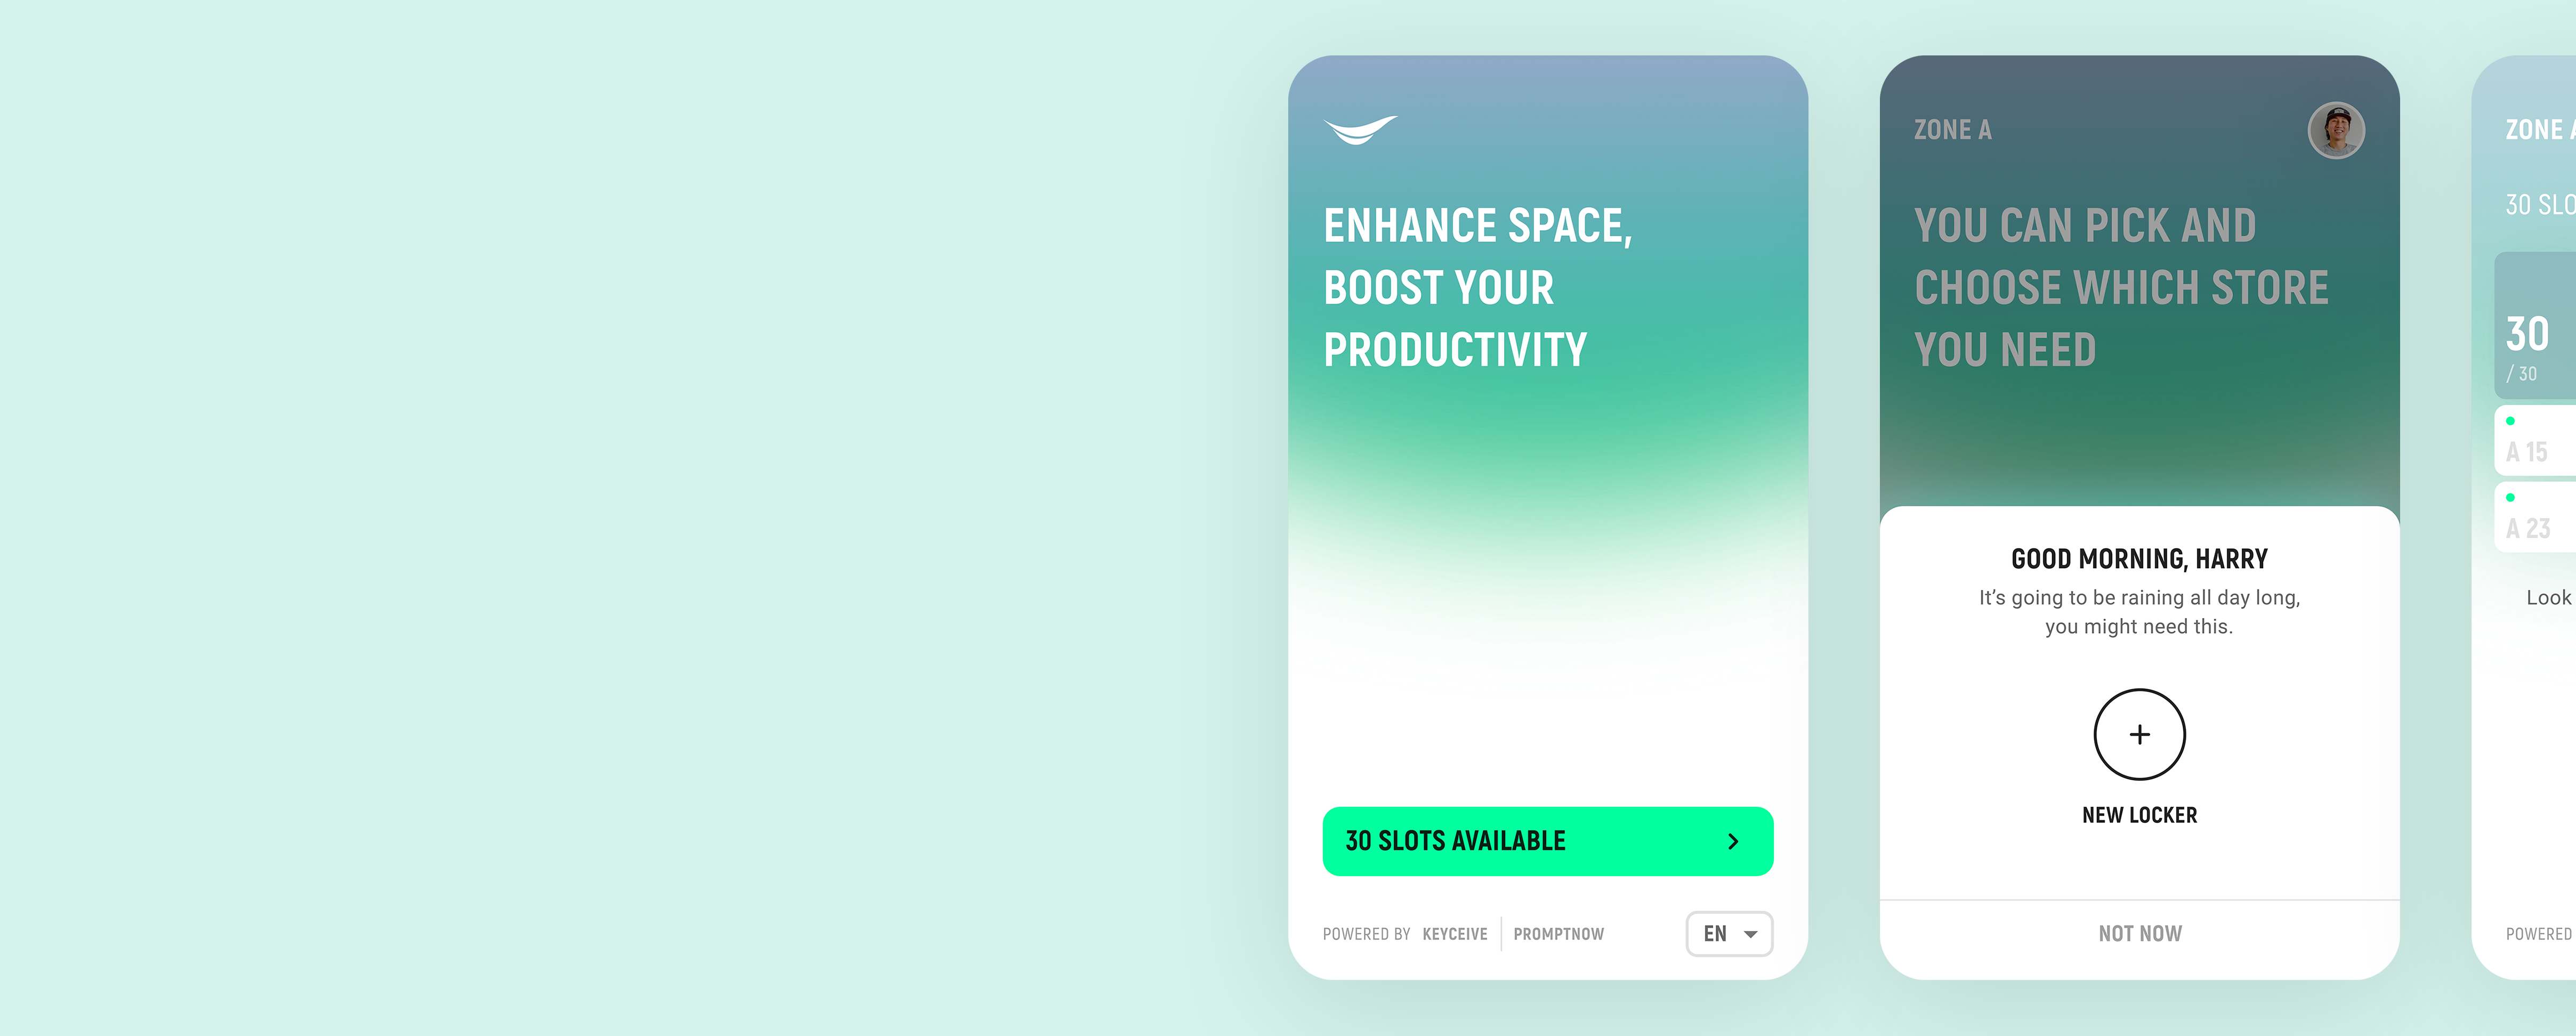 ENHANCE SPACE,
BOOST YOUR
PRODUCTIVITY
30 SLOTS AVAILABLE
POWERED BY KEYCEIVE PROMPTNOW
EN
ZONE A
YOU CAN PICK AND
CHOOSE WHICH STORE
YOU NEED
GOOD MORNING, HARRY
It’s going to be raining all day long,
you might need this.
+
NEW LOCKER
NOT NOW
ZONE A
30 SLO
30
/ 30
A 15
A 23
Look
POWERED